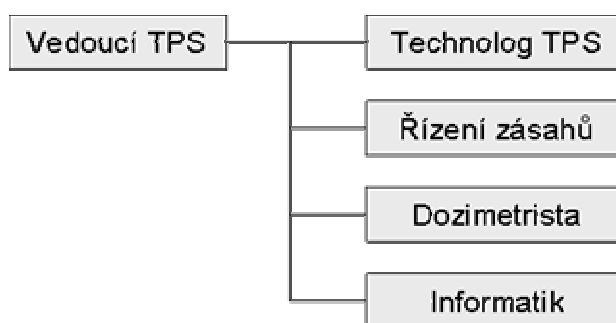 Vedoucí TPS
Technolog TPS
Řízení zásahů
Dozimetrista
Informatik